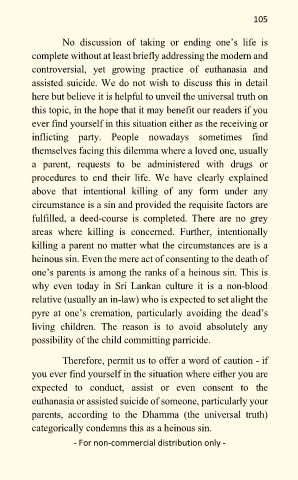 105
No discussion of taking or ending one's life is
complete without at least briefly addressing the modern and
controversial, yet growing practice of euthanasia and
assisted suicide. We do not wish to discuss this in detail
here but believe it is helpful to unveil the universal truth on
this topic, in the hope that it may benefit our readers if you
ever find yourself in this situation either as the receiving or
inflicting party. People nowadays sometimes find
themselves facing this dilemma where a loved one, usually
a parent, requests to be administered with drugs or
procedures to end their life. We have clearly explained
above that intentional killing of any form under any
circumstance is a sin and provided the requisite factors are
fulfilled, a deed-course is completed. There are no grey
areas where killing is concerned. Further, intentionally
killing a parent no matter what the circumstances are is a
heinous sin. Even the mere act of consenting to the death of
one's parents is among the ranks of a heinous sin. This is
why even today in Sri Lankan culture it is a non-blood
relative (usually an in-law) who is expected to set alight the
pyre at one's cremation, particularly avoiding the dead's
living children. The reason is to avoid absolutely any
possibility of the child committing parricide.
Therefore, permit us to offer a word of caution - if
you ever find yourself in the situation where either you are
expected to conduct, assist or even consent to the
euthanasia or assisted suicide of someone, particularly your
parents, according to the Dhamma (the universal truth)
categorically condemns this as a heinous sin.
- For non-commercial distribution only -